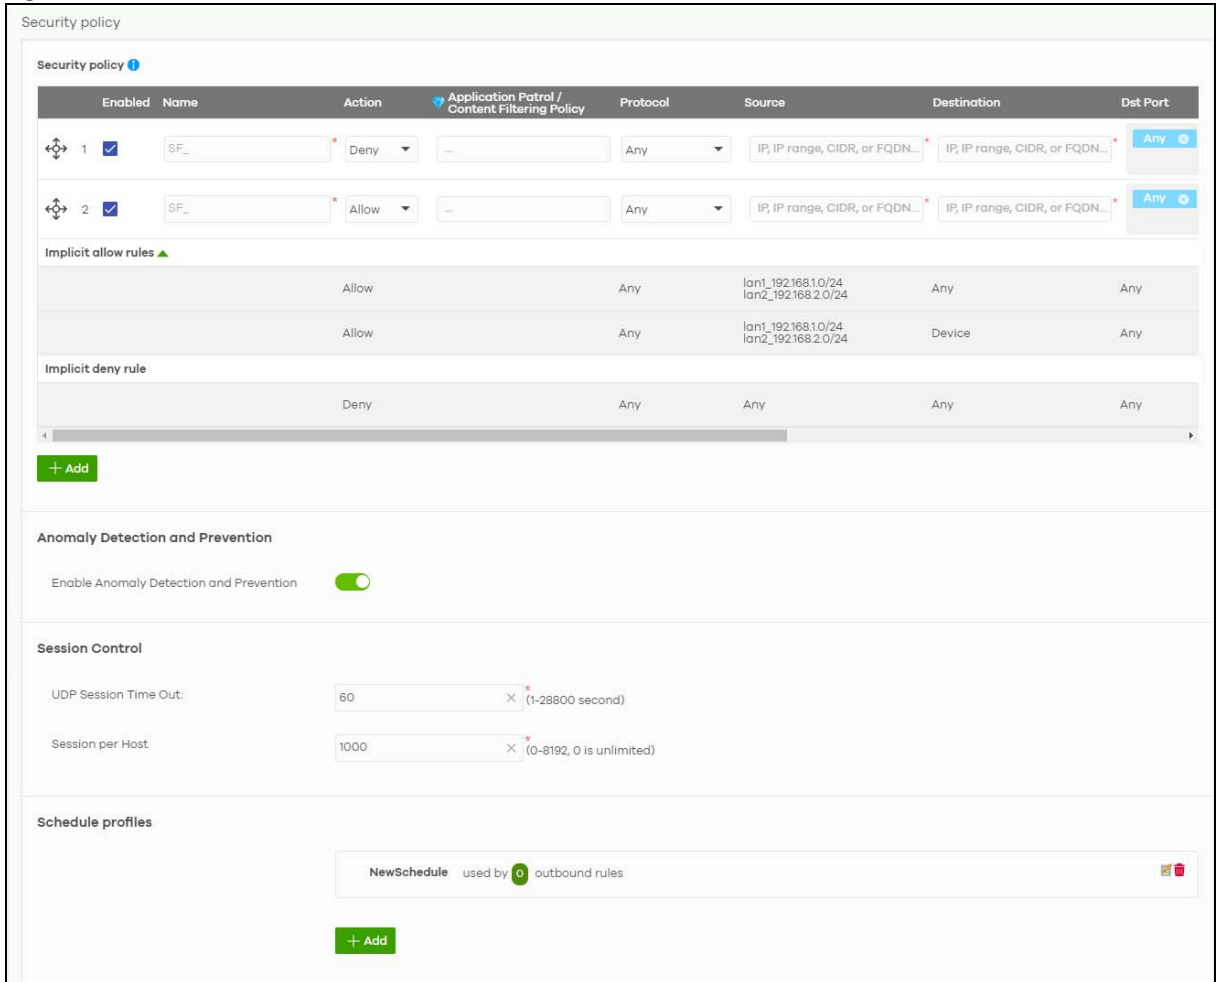 Security policy
Security policy
Enabled Name Action Application Patrol / Content Filtering Policy Protocol Source Destination Dst Port
1 SF_ * Deny ... Any IP, IP range, CIDR, or FQDN... * IP, IP range, CIDR, or FQDN... * Any
2 SF_ * Allow ... Any IP, IP range, CIDR, or FQDN... * IP, IP range, CIDR, or FQDN... * Any
Implicit allow rules
Allow Any lan1_192.168.1.0/24 lan2_192.168.2.0/24 Any Any
Allow Any lan1_192.168.1.0/24 lan2_192.168.2.0/24 Device Any
Implicit deny rule
Deny Any Any Any Any
+ Add
Anomaly Detection and Prevention
Enable Anomaly Detection and Prevention
Session Control
UDP Session Time Out: 60 * (1-28800 second)
Session per Host 1000 * (0-8192, 0 is unlimited)
Schedule profiles
NewSchedule used by 0 outbound rules
+ Add